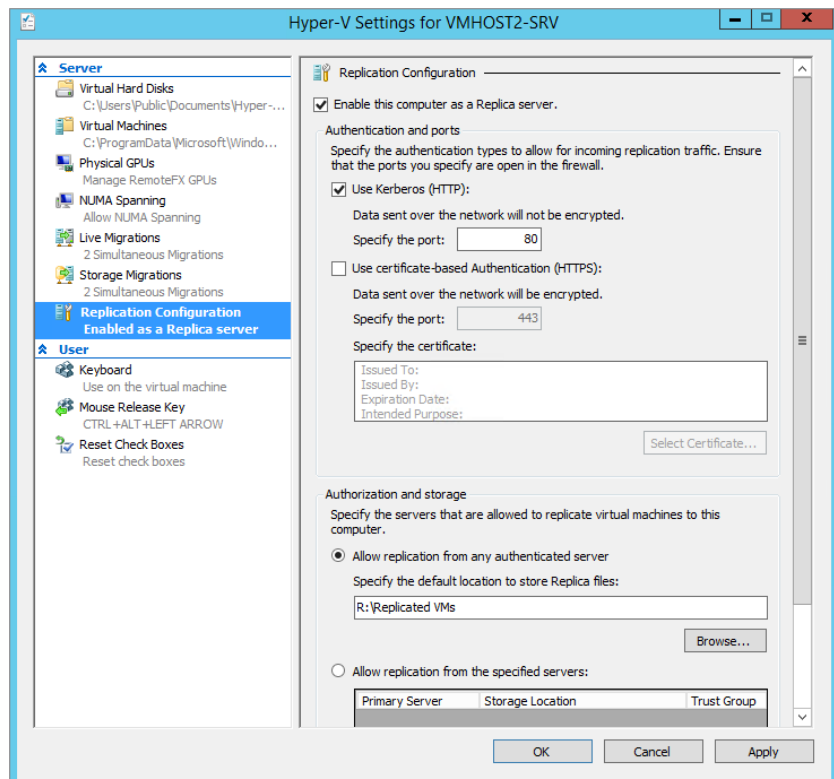 Hyper-V Settings for VMHOST2-SRV
Server
Virtual Hard Disks
C:\Users\Public\Documents\Hyper-...
Virtual Machines
C:\ProgramData\Microsoft\Windo...
Physical GPUs
Manage RemoteFX GPUs
NUMA Spanning
Allow NUMA Spanning
Live Migrations
2 Simultaneous Migrations
Storage Migrations
2 Simultaneous Migrations
Replication Configuration
Enabled as a Replica server
User
Keyboard
Use on the virtual machine
Mouse Release Key
CTRL+ALT+LEFT ARROW
Reset Check Boxes
Reset check boxes
Replication Configuration
Enable this computer as a Replica server.
Authentication and ports
Specify the authentication types to allow for incoming replication traffic. Ensure
that the ports you specify are open in the firewall.
Use Kerberos (HTTP):
Data sent over the network will not be encrypted.
Specify the port: 80
Use certificate-based Authentication (HTTPS):
Data sent over the network will be encrypted.
Specify the port: 443
Specify the certificate:
Issued To:
Issued By:
Expiration Date:
Intended Purpose:
Select Certificate...
Authorization and storage
Specify the servers that are allowed to replicate virtual machines to this
computer.
Allow replication from any authenticated server
Specify the default location to store Replica files:
R:\Replicated VMs
Browse...
Allow replication from the specified servers:
Primary Server Storage Location Trust Group
OK Cancel Apply